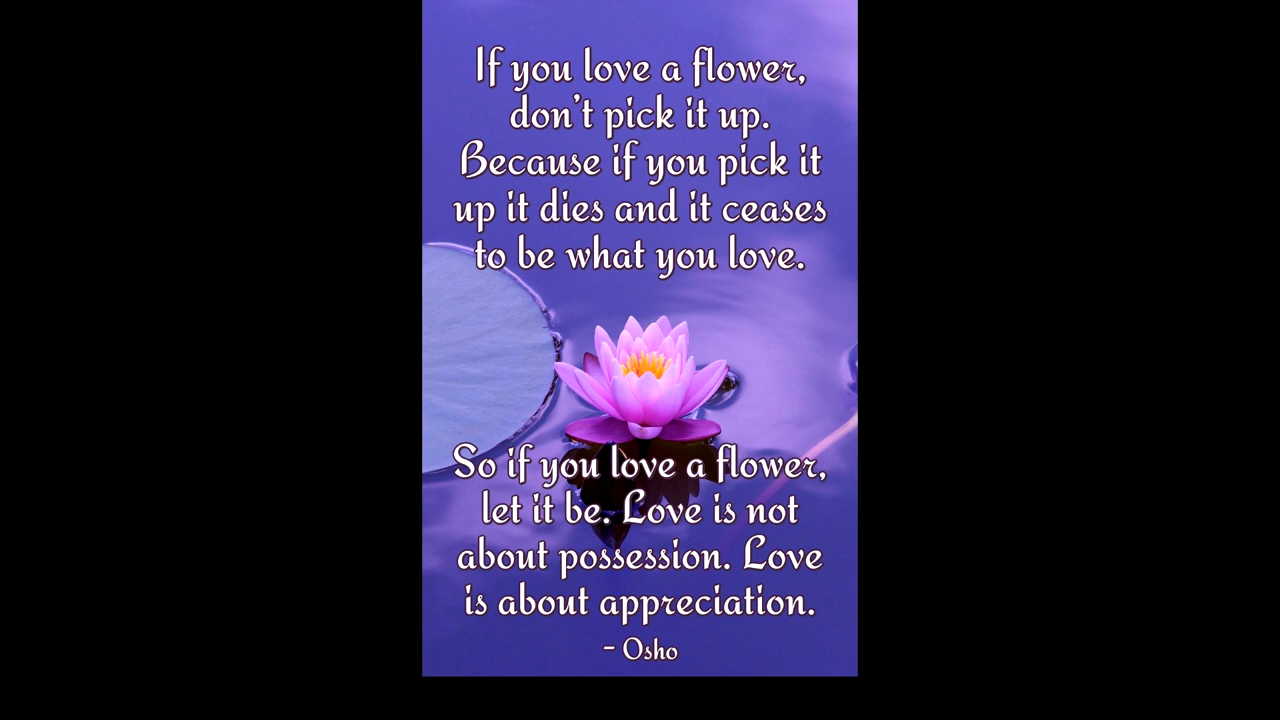 If you love a flower,
don't pick it up.
Because if you pick it
up it dies and it ceases
to be what you love.
So if you love a flower,
let it be. Love is not
about possession. Love
is about appreciation.
- Osho